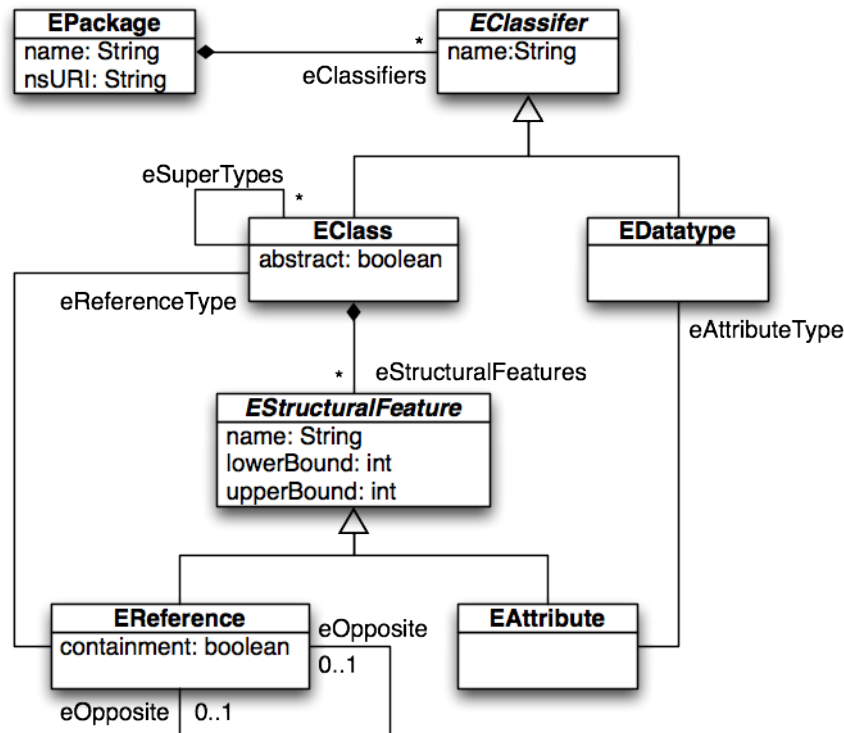 EPackage
name: String
nsURI: String
*
eClassifiers
EClassifer
name:String
eSuperTypes
*
EClass
abstract: boolean
EDatatype
eReferenceType
eAttributeType
*
eStructuralFeatures
EStructuralFeature
name: String
lowerBound: int
upperBound: int
EReference
containment: boolean
eOpposite
0..1
EAttribute
eOpposite
0..1